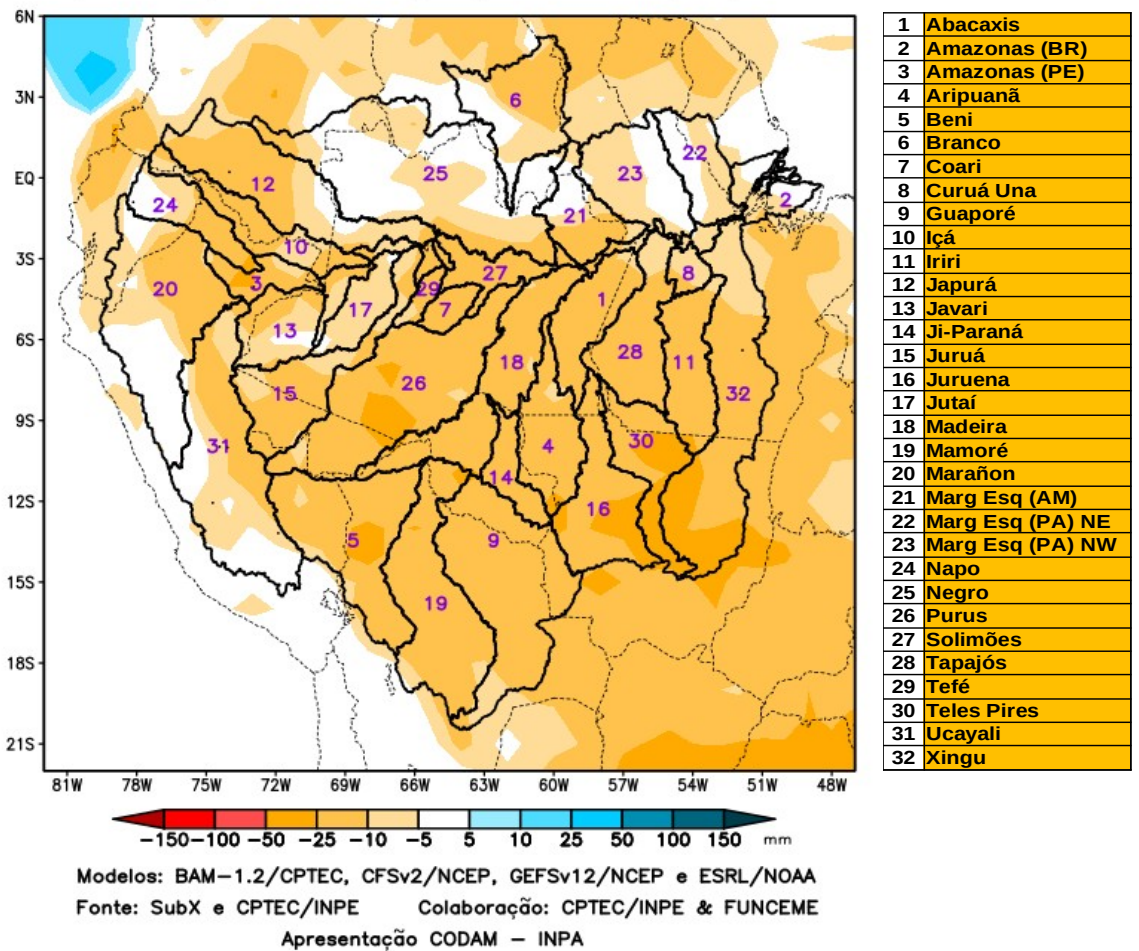 6N
3N
EQ
3S
6S
9S
12S
15S
18S
21S
81W 78W 75W 72W 69W 66W 63W 60W 57W 54W 51W 48W
6
22
25
23
12
24
2
21
10
27
8
3
20
29
1
17
7
13
28
18
11
26
15
32
31
30
4
14
16
5
9
19
-150 -100 -50 -25 -10 -5 5 10 25 50 100 150 mm
Modelos: BAM-1.2/CPTEC, CFSv2/NCEP, GEFSv12/NCEP e ESRL/NOAA
Fonte: SubX e CPTEC/INPE Colaboração: CPTEC/INPE & FUNCEME
Apresentação CODAM - INPA
1 Abacaxis
2 Amazonas (BR)
3 Amazonas (PE)
4 Aripuanã
5 Beni
6 Branco
7 Coari
8 Curuá Una
9 Guaporé
10 Içá
11 Iriri
12 Japurá
13 Javari
14 Ji-Paraná
15 Juruá
16 Juruena
17 Jutaí
18 Madeira
19 Mamoré
20 Marañon
21 Marg Esq (AM)
22 Marg Esq (PA) NE
23 Marg Esq (PA) NW
24 Napo
25 Negro
26 Purus
27 Solimões
28 Tapajós
29 Tefé
30 Teles Pires
31 Ucayali
32 Xingu